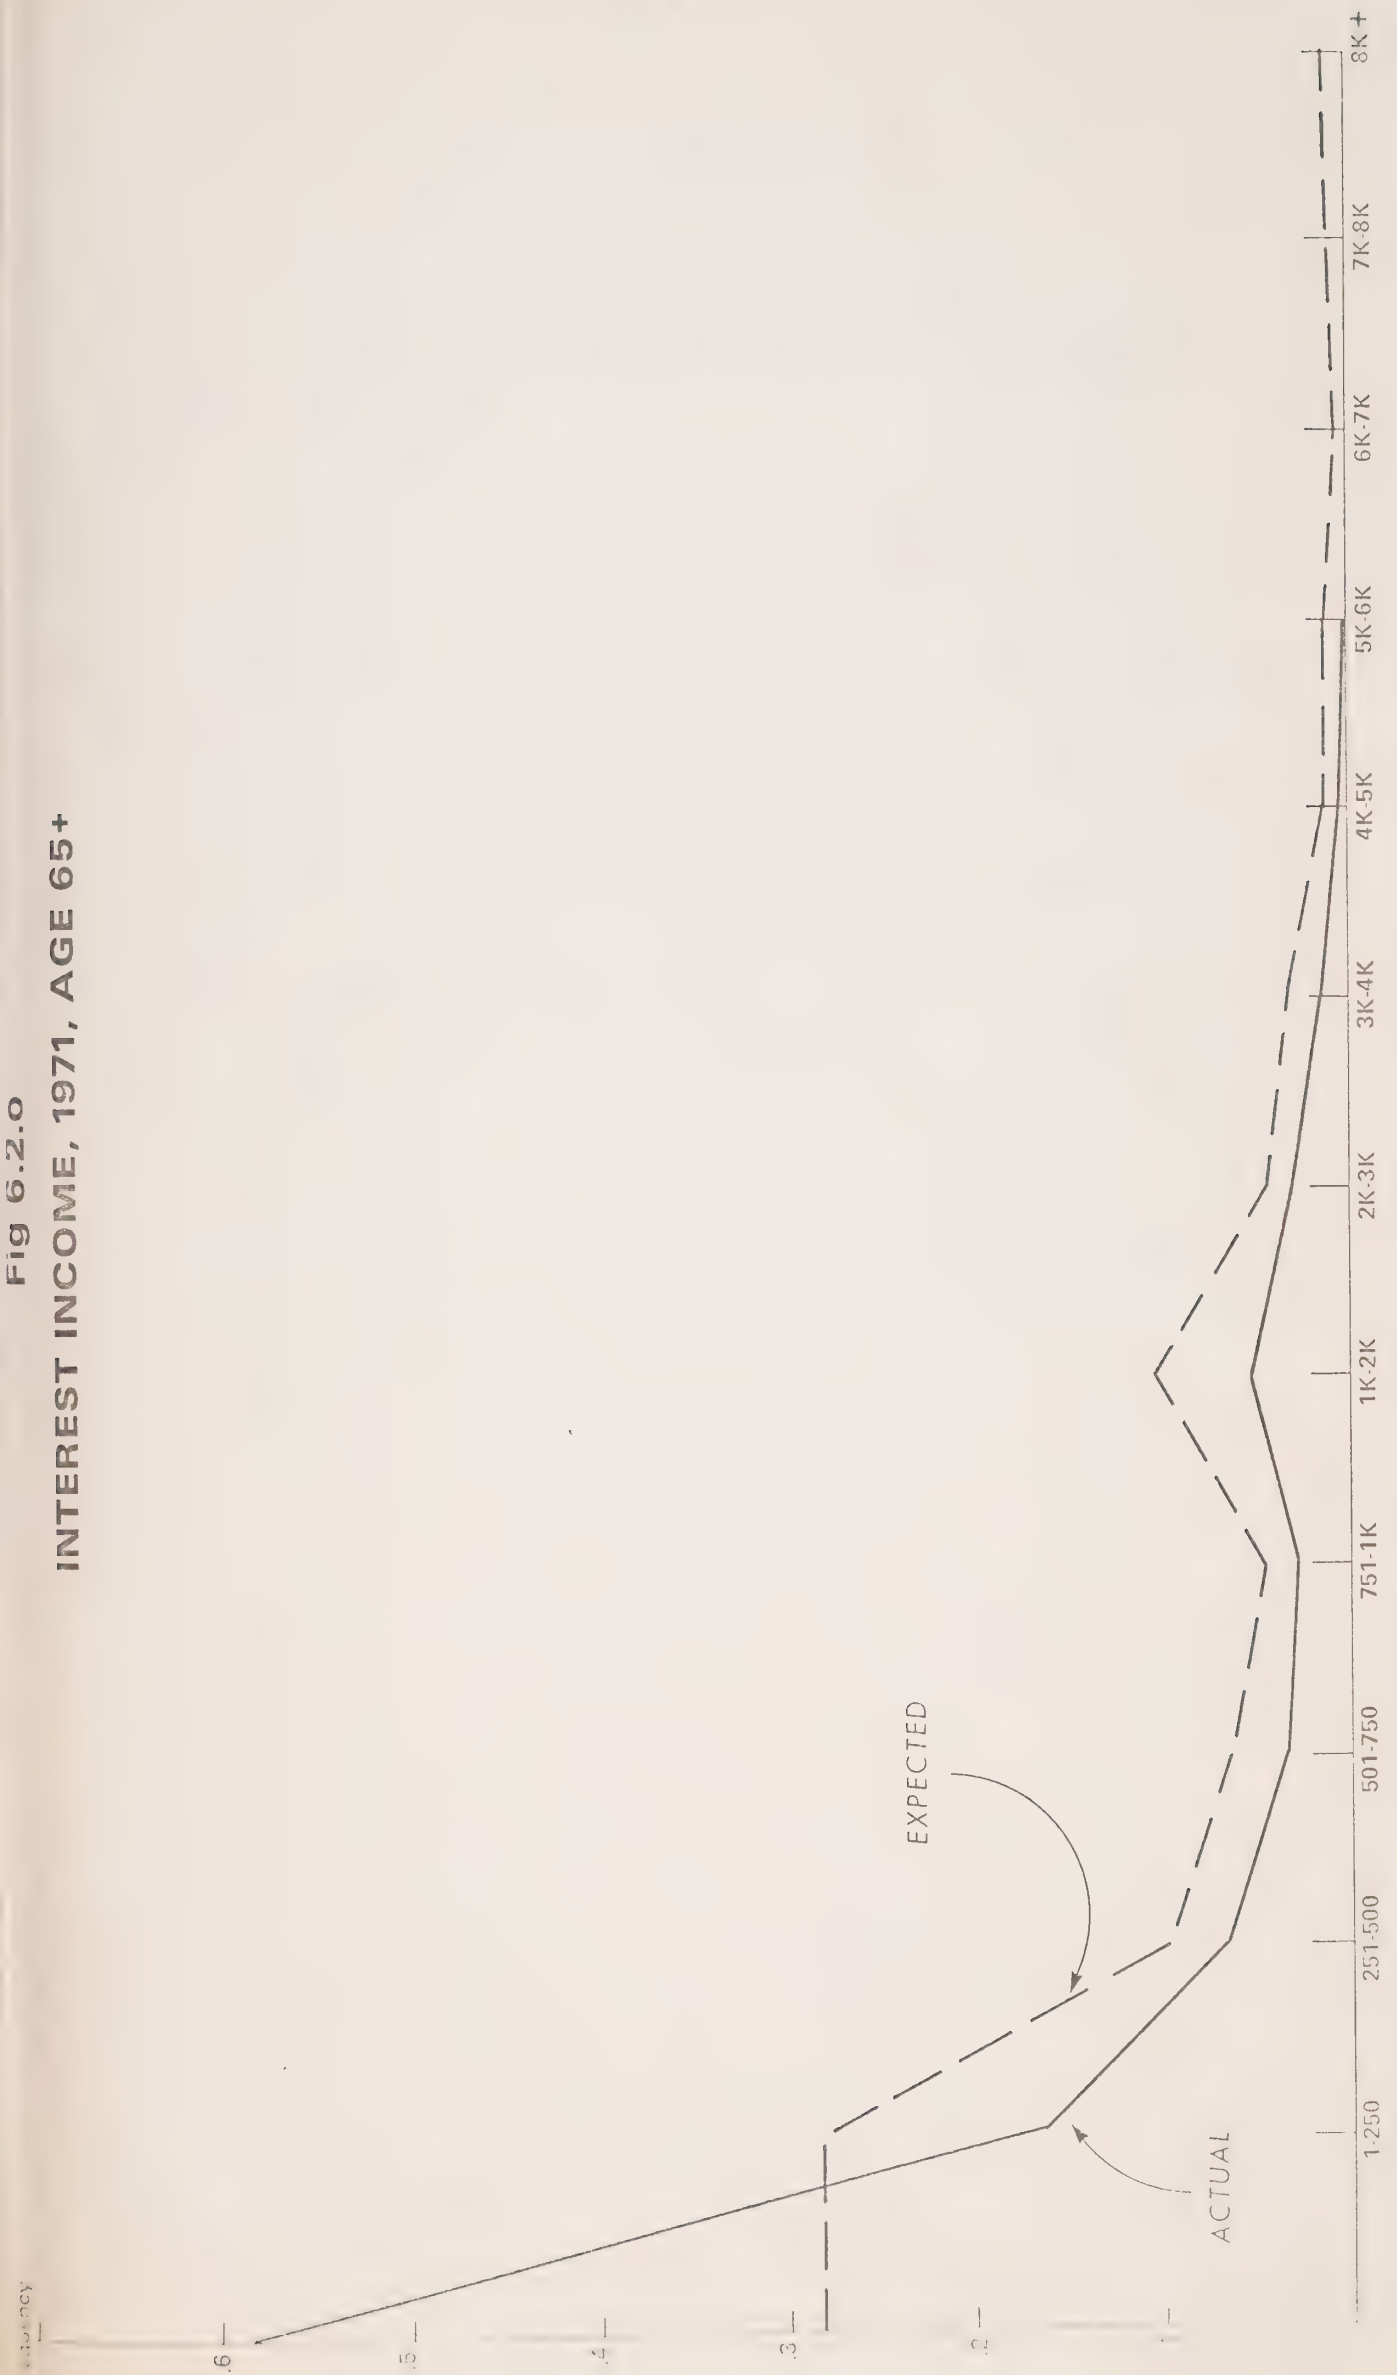 Fig 6.2.o
INTEREST INCOME, 1971, AGE 65+
.6
.5
.4
.3
.2
EXPECTED
ACTUAL
1-250
251-500
501-750
751-1K
1K-2K
2K-3K
3K-4K
4K-5K
5K-6K
6K-7K
7K-8K
8K+